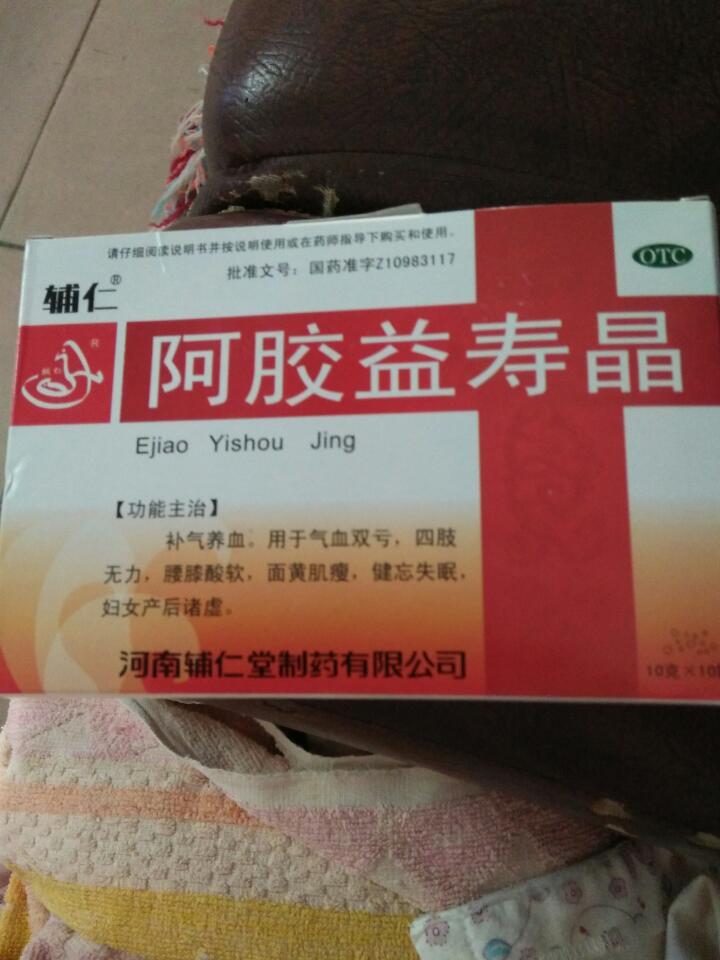 请仔细阅读说明书并按说明使用或在药师指导下购买和使用。
批准文号：国药准字Z10983117
OTC
辅仁®
R
阿胶益寿晶
Ejiao Yishou Jing
【功能主治】
补气养血。用于气血双亏，四肢
无力，腰膝酸软，面黄肌瘦，健忘失眠，
妇女产后诸虚。
河南辅仁堂制药有限公司
10克×10